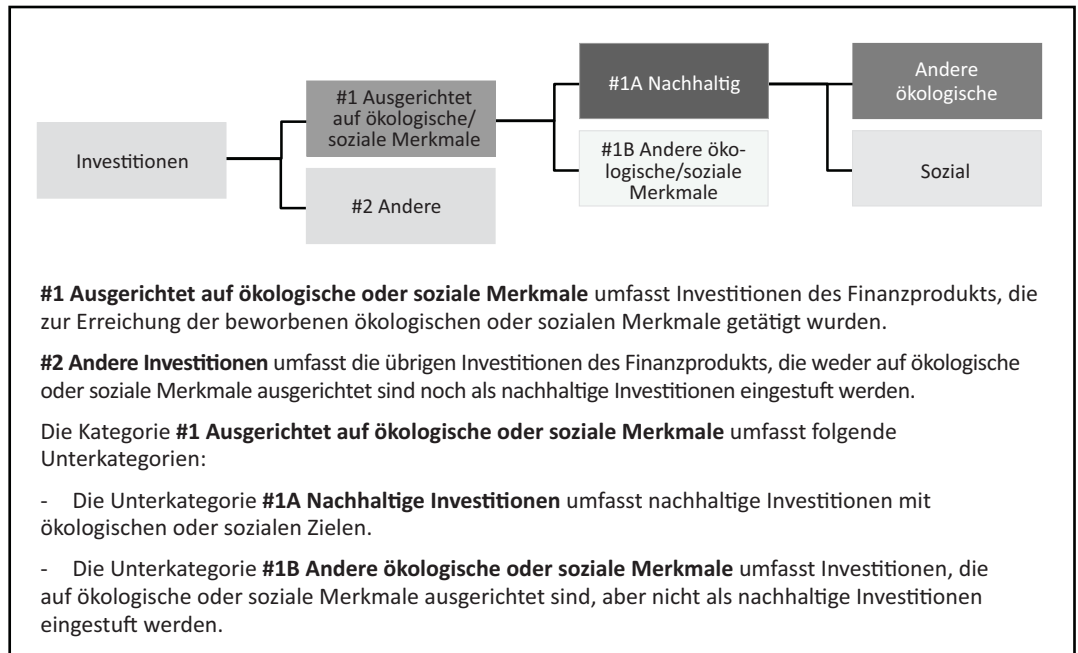 Investitionen
#1 Ausgerichtet
auf ökologische/
soziale Merkmale
#2 Andere
#1A Nachhaltig
#1B Andere öko-
logische/soziale
Merkmale
Andere
ökologische
Sozial
#1 Ausgerichtet auf ökologische oder soziale Merkmale umfasst Investitionen des Finanzprodukts, die
zur Erreichung der beworbenen ökologischen oder sozialen Merkmale getätigt wurden.
#2 Andere Investitionen umfasst die übrigen Investitionen des Finanzprodukts, die weder auf ökologische
oder soziale Merkmale ausgerichtet sind noch als nachhaltige Investitionen eingestuft werden.
Die Kategorie #1 Ausgerichtet auf ökologische oder soziale Merkmale umfasst folgende
Unterkategorien:
- Die Unterkategorie #1A Nachhaltige Investitionen umfasst nachhaltige Investitionen mit
ökologischen oder sozialen Zielen.
- Die Unterkategorie #1B Andere ökologische oder soziale Merkmale umfasst Investitionen, die
auf ökologische oder soziale Merkmale ausgerichtet sind, aber nicht als nachhaltige Investitionen
eingestuft werden.